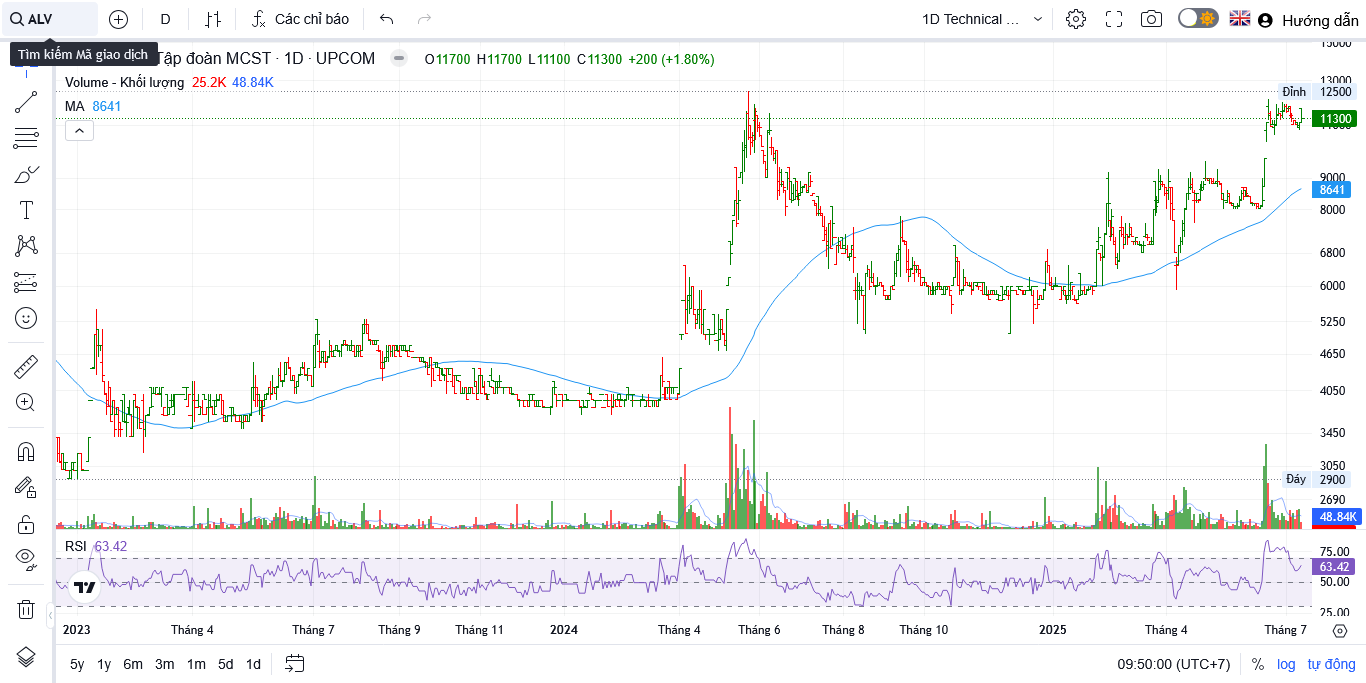 ALV D Các chỉ báo 1D Technical ... Hướng dẫn
Tìm kiếm Mã giao dịch
Tập đoàn MCST · 1D · UPCOM O11700 H11700 L11100 C11300 +200 (+1.80%)
Volume - Khối lượng 25.2K 48.84K
MA 8641
15000
13000
Đỉnh 12500
11300
11000
9000
8641
8000
6800
6000
5250
4650
4050
3450
3050
Đáy 2900
2690
48.84K
RSI 63.42
75.00
63.42
50.00
25.00
2023 Tháng 4 Tháng 7 Tháng 9 Tháng 11 2024 Tháng 4 Tháng 6 Tháng 8 Tháng 10 2025 Tháng 4 Tháng 7
5y 1y 6m 3m 1m 5d 1d 09:50:00 (UTC+7) % log tự động